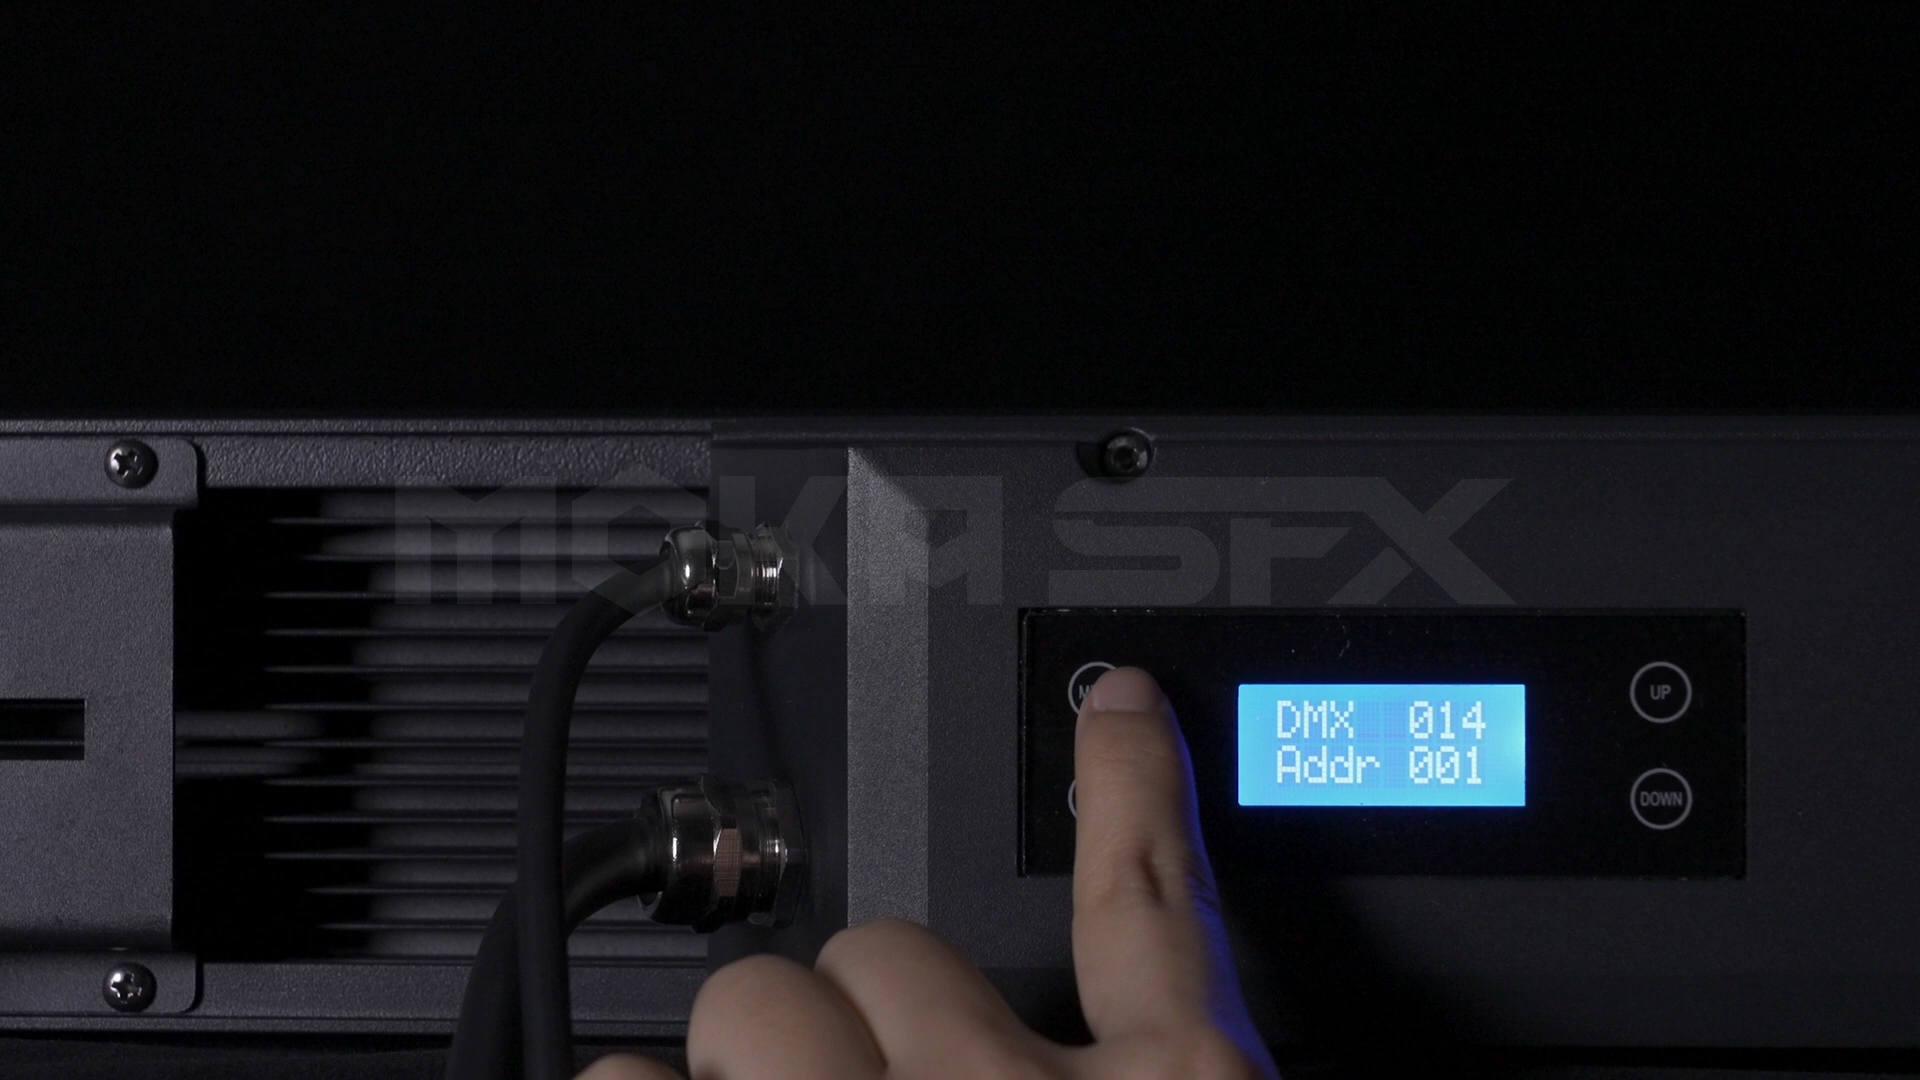 MOKA SFX
UP
DMX 014
Addr 001
DOWN